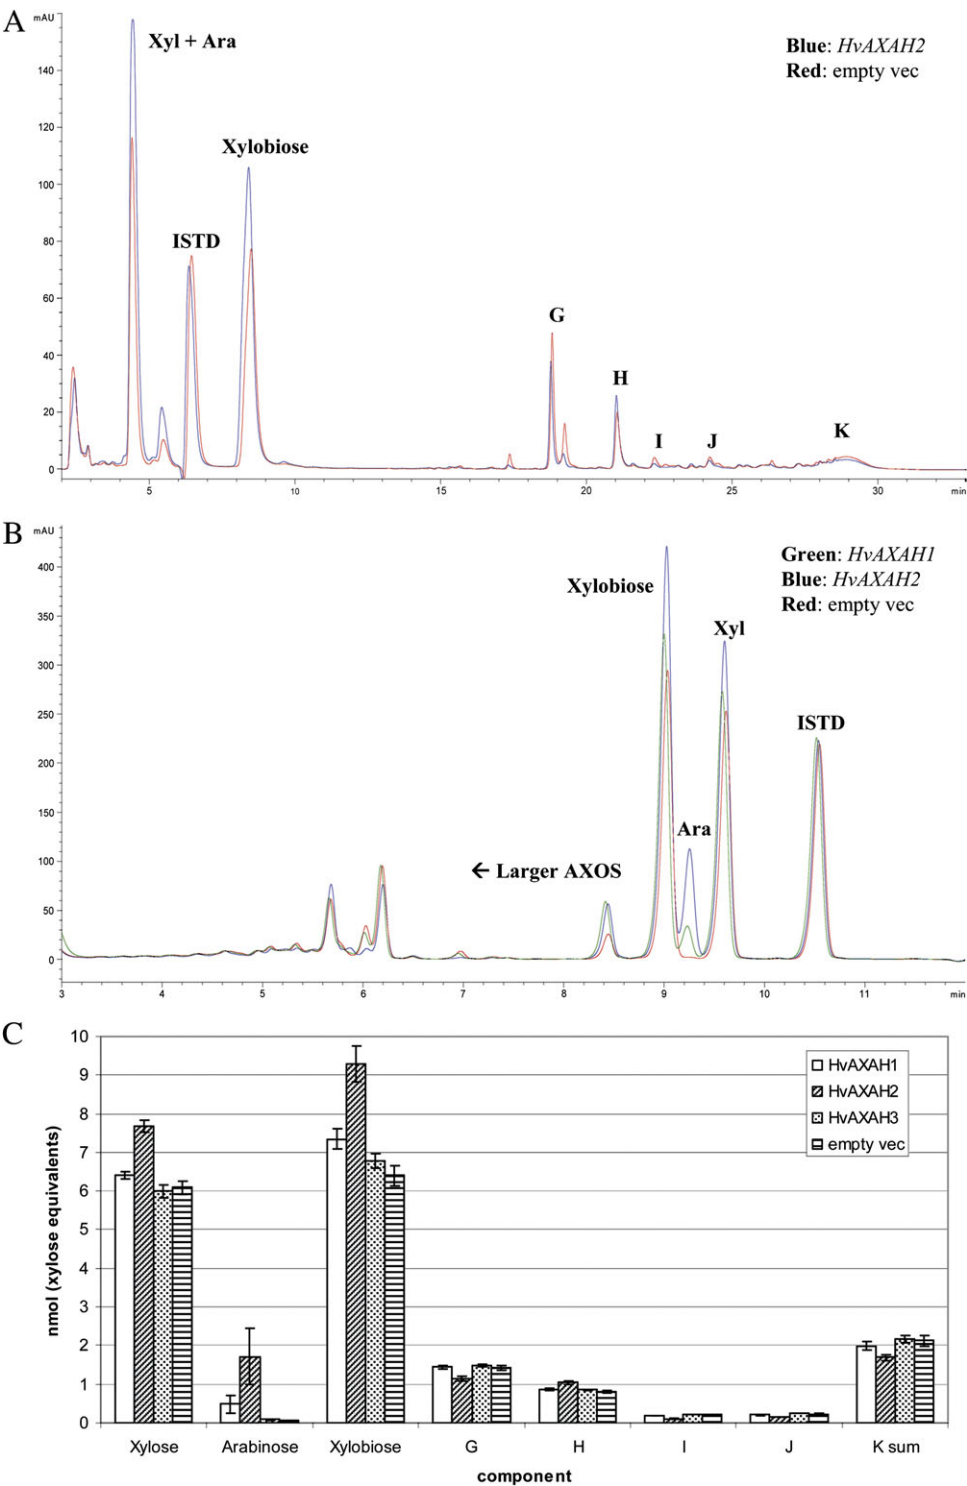 A
mAU
Xyl + Ara
Blue: HvAXAH2
Red: empty vec
140
120
Xylobiose
100
ISTD
80
60
G
40
H
20
I
J
K
0
5
10
15
20
25
30
min
B
mAU
Green: HvAXAH1
Blue: HvAXAH2
Red: empty vec
400
Xylobiose
350
Xyl
300
ISTD
250
200
150
Ara
100
← Larger AXOS
50
0
3
4
5
6
7
8
9
10
11
min
C
10
9
8
7
6
5
4
3
2
1
0
nmol (xylose equivalents)
HvAXAH1
HvAXAH2
HvAXAH3
empty vec
Xylose
Arabinose
Xylobiose
G
H
I
J
K sum
component